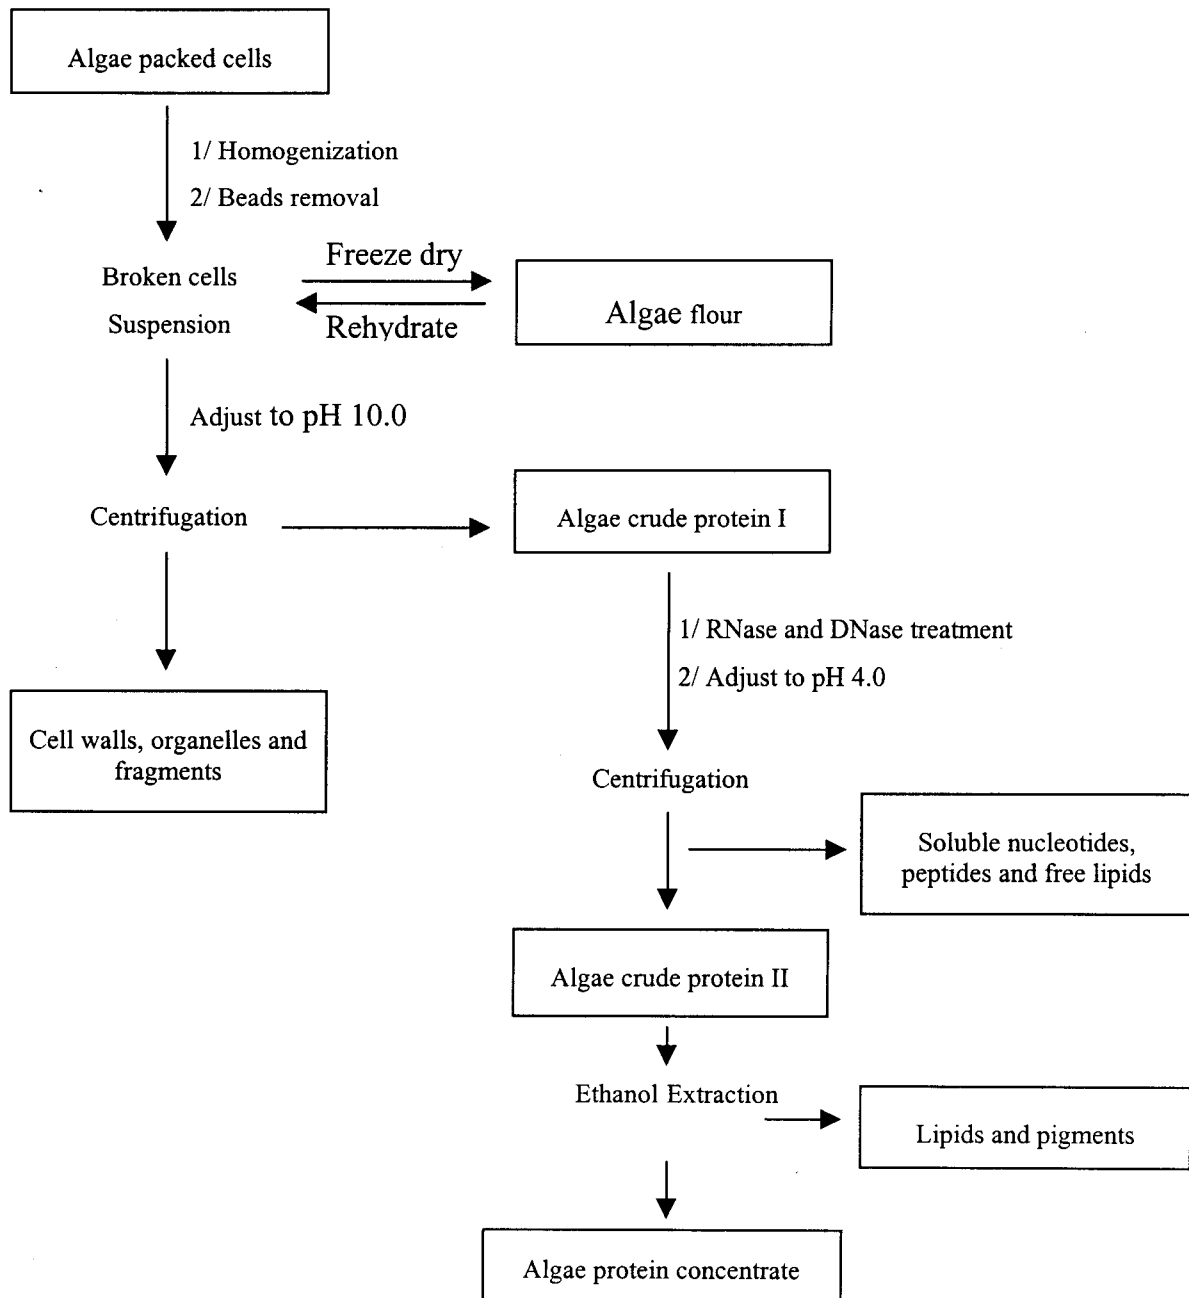 Algae packed cells
1/ Homogenization
2/ Beads removal
Broken cells
Suspension
Freeze dry
Rehydrate
Algae flour
Adjust to pH 10.0
Centrifugation
Algae crude protein I
1/ RNase and DNase treatment
2/ Adjust to pH 4.0
Cell walls, organelles and
fragments
Centrifugation
Soluble nucleotides,
peptides and free lipids
Algae crude protein II
Ethanol Extraction
Lipids and pigments
Algae protein concentrate